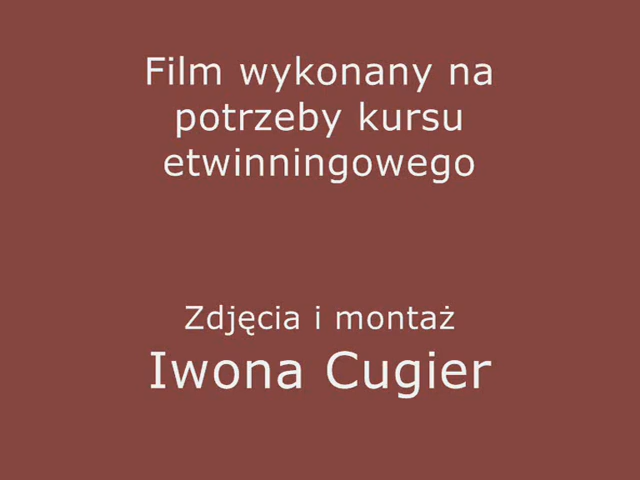 Film wykonany na
potrzeby kursu
etwinningowego
Zdjęcia i montaż
Iwona Cugier